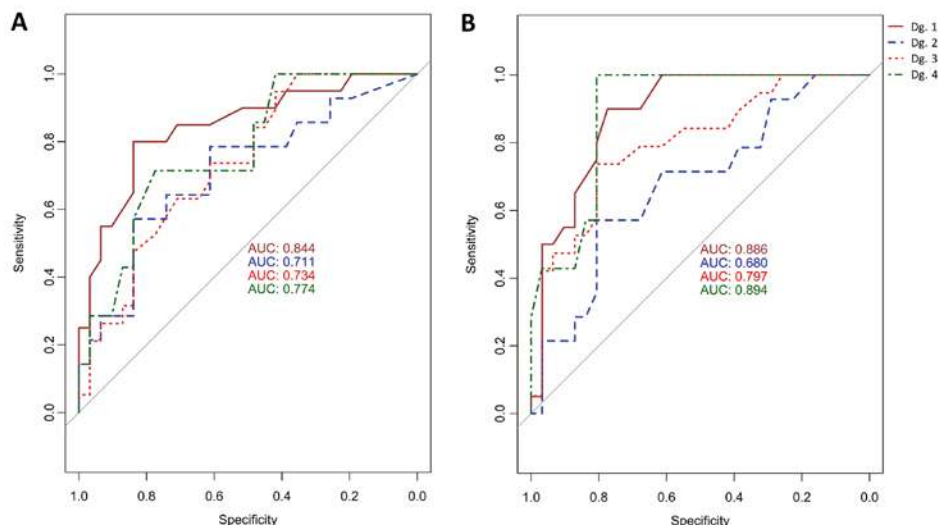 A
1.0
0.8
0.6
0.4
0.2
0.0
Sensitivity
AUC: 0.844
AUC: 0.711
AUC: 0.734
AUC: 0.774
1.0 0.8 0.6 0.4 0.2 0.0
Specificity
B
1.0
0.8
0.6
0.4
0.2
0.0
Sensitivity
AUC: 0.886
AUC: 0.680
AUC: 0.797
AUC: 0.894
1.0 0.8 0.6 0.4 0.2 0.0
Specificity
Dg. 1
Dg. 2
Dg. 3
Dg. 4